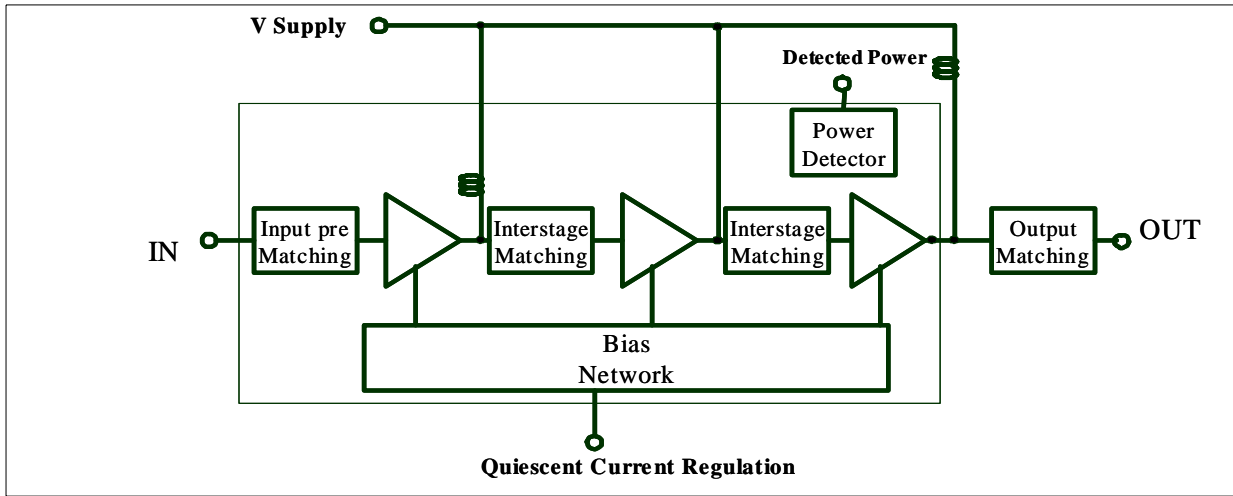 V Supply
Detected Power
Power
Detector
IN
Input pre
Matching
Interstage
Matching
Interstage
Matching
Output
Matching
OUT
Bias
Network
Quiescent Current Regulation